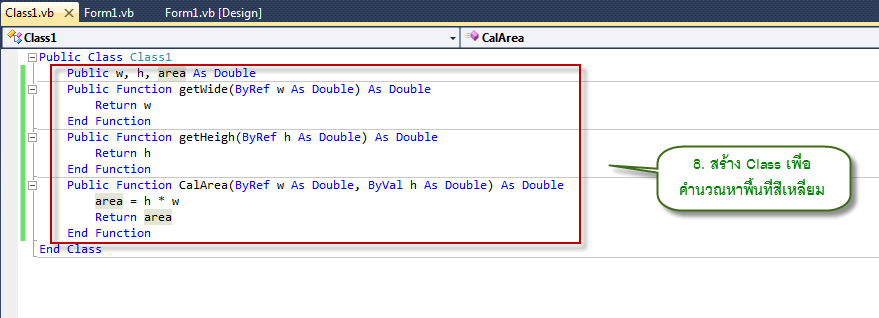 Class1.vb Form1.vb Form1.vb [Design]
Class1 CalArea
Public Class Class1
Public w, h, area As Double
Public Function getWide(ByRef w As Double) As Double
Return w
End Function
Public Function getHeigh(ByRef h As Double) As Double
Return h
End Function
Public Function CalArea(ByRef w As Double, ByVal h As Double) As Double
area = h * w
Return area
End Function
End Class
8. สร้าง Class เพื่อ
คำนวณหาพื้นที่สี่เหลี่ยม